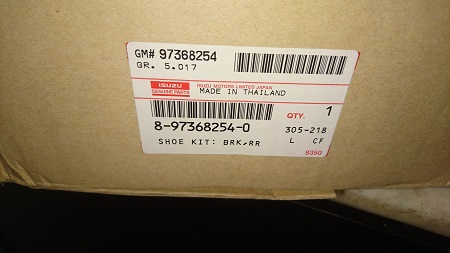 GM# 97368254
GR. 5.017
ISUZU
GENUINE PARTS
ISUZU MOTORS LIMITED JAPAN
MADE IN THAILAND
QTY. 1
8-97368254-0
305-218
SHOE KIT: BRK,RR
L CF
8350